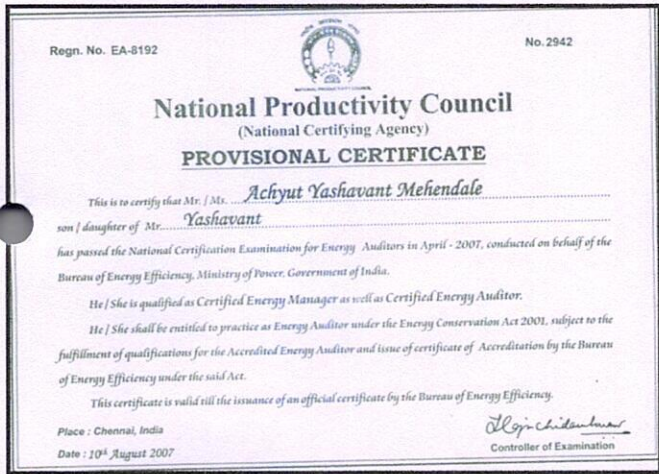 Regn. No. EA-8192
No. 2942
NATIONAL PRODUCTIVITY COUNCIL
National Productivity Council
(National Certifying Agency)
PROVISIONAL CERTIFICATE
This is to certify that Mr. / Ms. Achyut Yashavant Mehendale
son / daughter of Mr. Yashavant
has passed the National Certification Examination for Energy Auditors in April - 2007, conducted on behalf of the
Bureau of Energy Efficiency, Ministry of Power, Government of India.
He / She is qualified as Certified Energy Manager as well as Certified Energy Auditor.
He / She shall be entitled to practice as Energy Auditor under the Energy Conservation Act 2001, subject to the
fulfillment of qualifications for the Accredited Energy Auditor and issue of certificate of Accreditation by the Bureau
of Energy Efficiency under the said Act.
This certificate is valid till the issuance of an official certificate by the Bureau of Energy Efficiency.
Place : Chennai, India
Controller of Examination
Date : 10th August 2007